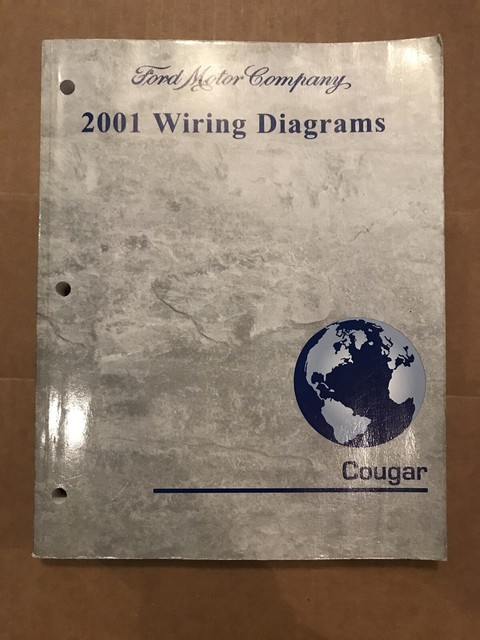 Ford Motor Company
2001 Wiring Diagrams
Cougar